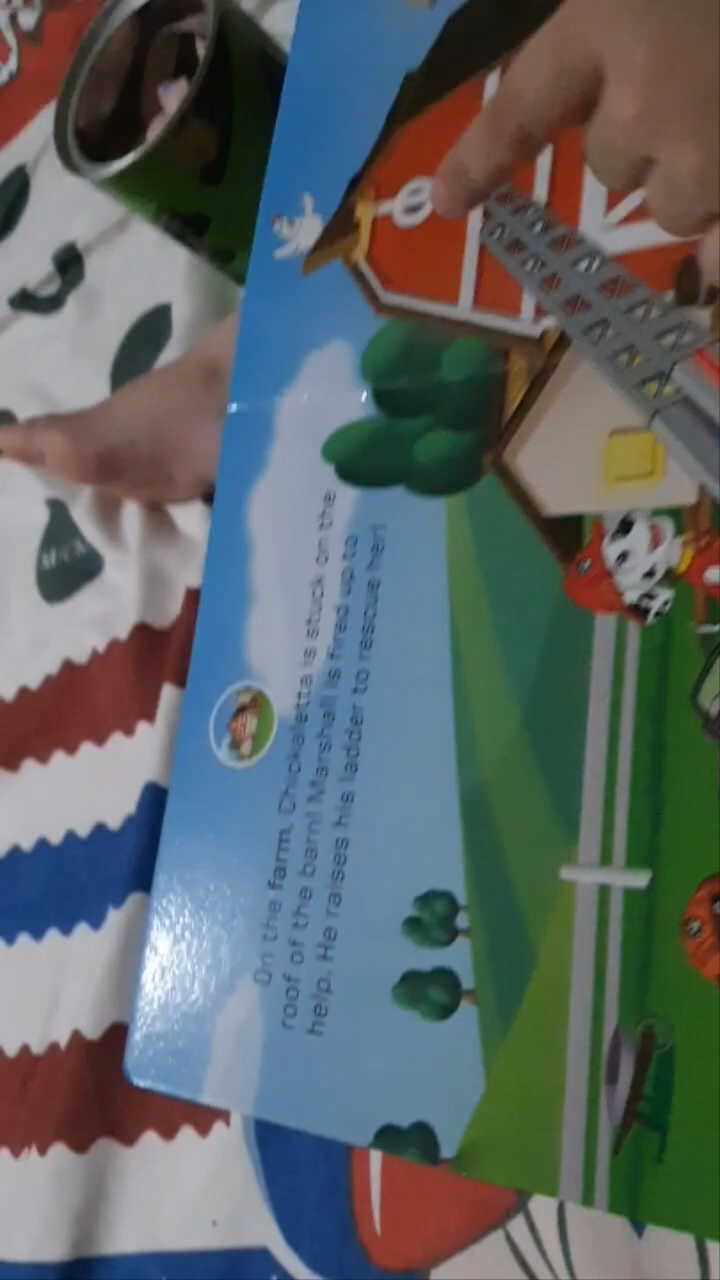 On the farm, Chickaletta is stuck on the
roof of the barn! Marshall is fired up to
help. He raises his ladder to rescue her!